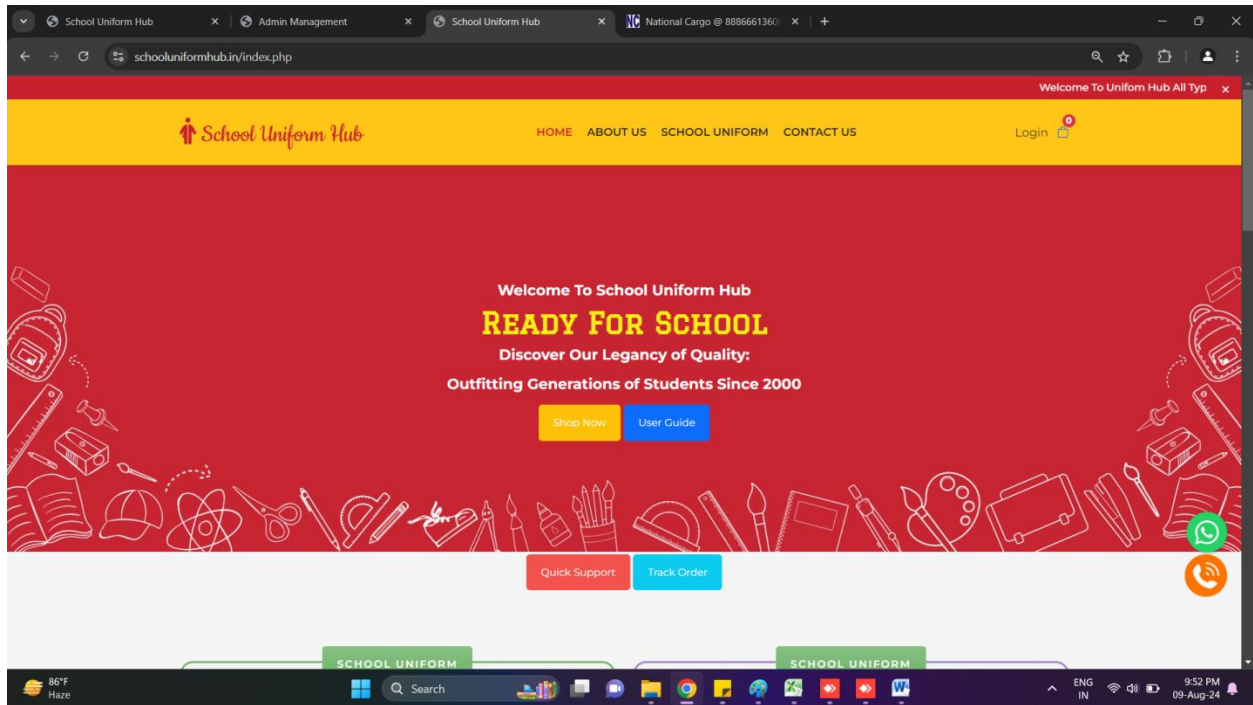 School Uniform Hub
Admin Management
School Uniform Hub
National Cargo @ 8886661360
schooluniformhub.in/index.php
Welcome To Unifom Hub All Typ
School Uniform Hub
HOME ABOUT US SCHOOL UNIFORM CONTACT US
Login 0
Welcome To School Uniform Hub
READY FOR SCHOOL
Discover Our Legancy of Quality:
Outfitting Generations of Students Since 2000
Shop Now User Guide
Quick Support Track Order
SCHOOL UNIFORM SCHOOL UNIFORM
86°F
Haze
Search
ENG
IN
9:52 PM
09-Aug-24